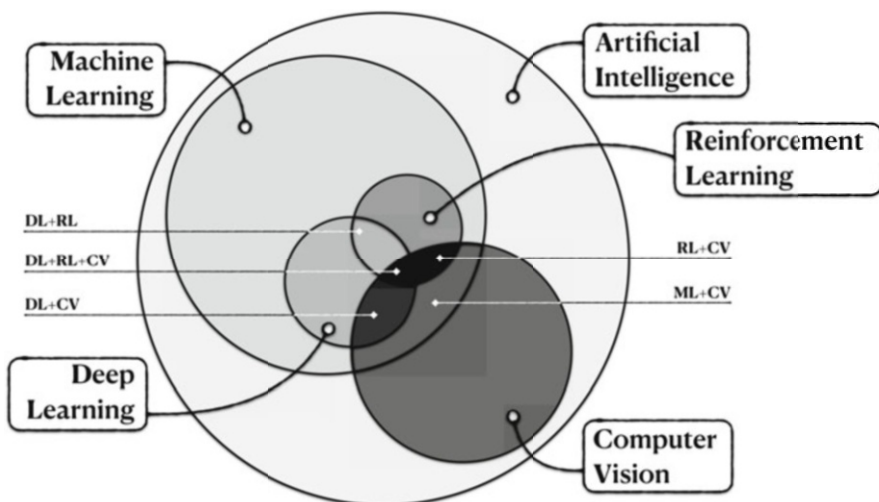 Machine
Learning
Artificial
Intelligence
Reinforcement
Learning
DL+RL
DL+RL+CV
DL+CV
RL+CV
ML+CV
Deep
Learning
Computer
Vision